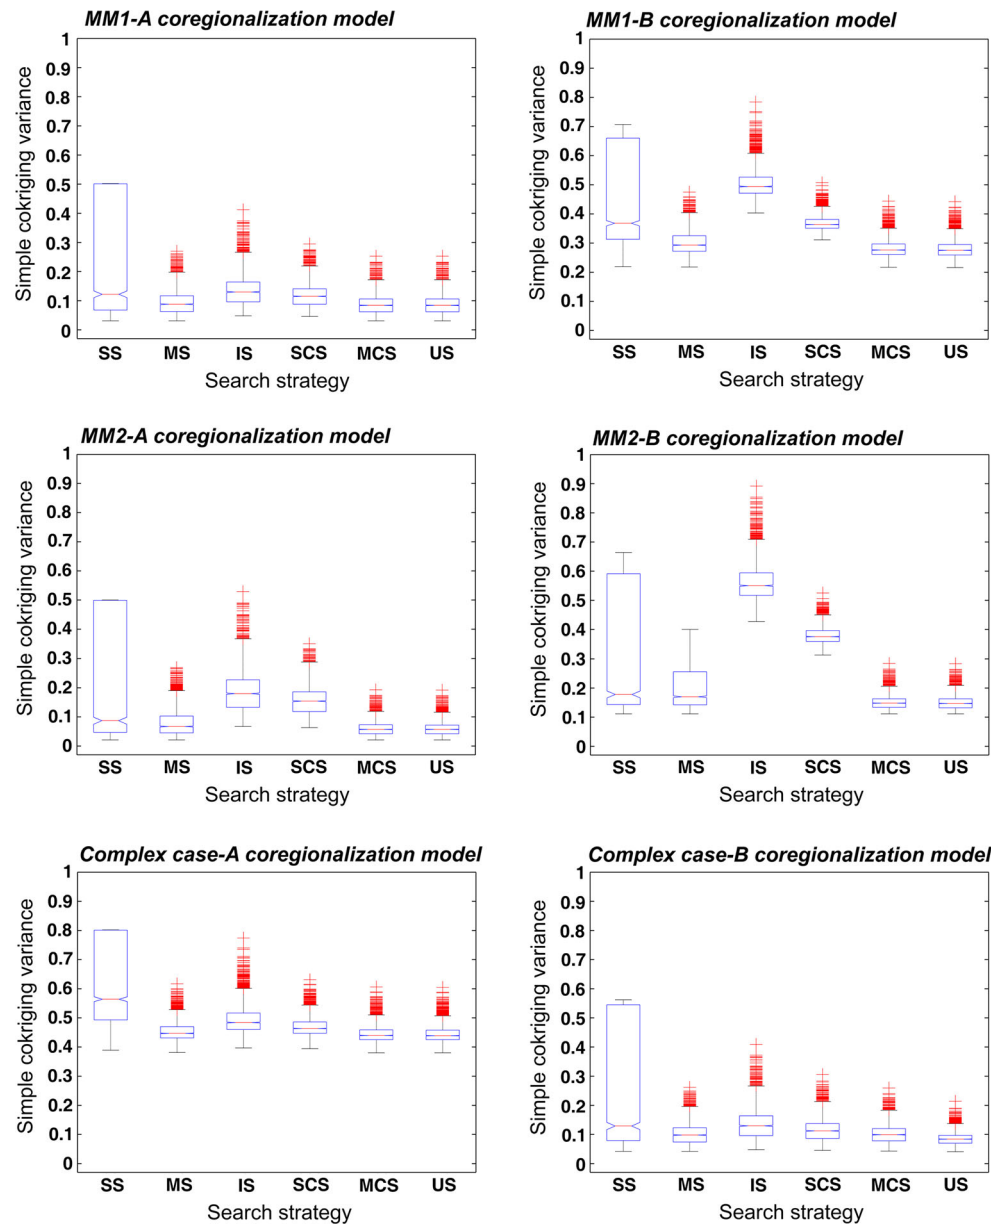 MM1-A coregionalization model
Simple cokriging variance
1
0.9
0.8
0.7
0.6
0.5
0.4
0.3
0.2
0.1
0
SS MS IS SCS MCS US
Search strategy
MM1-B coregionalization model
Simple cokriging variance
1
0.9
0.8
0.7
0.6
0.5
0.4
0.3
0.2
0.1
0
SS MS IS SCS MCS US
Search strategy
MM2-A coregionalization model
Simple cokriging variance
1
0.9
0.8
0.7
0.6
0.5
0.4
0.3
0.2
0.1
0
SS MS IS SCS MCS US
Search strategy
MM2-B coregionalization model
Simple cokriging variance
1
0.9
0.8
0.7
0.6
0.5
0.4
0.3
0.2
0.1
0
SS MS IS SCS MCS US
Search strategy
Complex case-A coregionalization model
Simple cokriging variance
1
0.9
0.8
0.7
0.6
0.5
0.4
0.3
0.2
0.1
0
SS MS IS SCS MCS US
Search strategy
Complex case-B coregionalization model
Simple cokriging variance
1
0.9
0.8
0.7
0.6
0.5
0.4
0.3
0.2
0.1
0
SS MS IS SCS MCS US
Search strategy